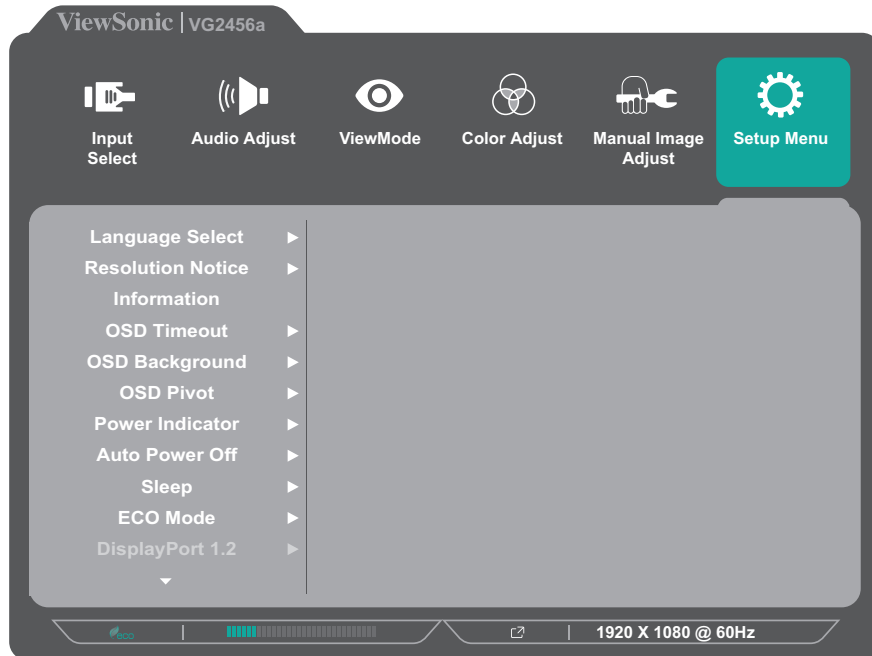 ViewSonic | VG2456a
Input Select
Audio Adjust
ViewMode
Color Adjust
Manual Image Adjust
Setup Menu
Language Select
Resolution Notice
Information
OSD Timeout
OSD Background
OSD Pivot
Power Indicator
Auto Power Off
Sleep
ECO Mode
DisplayPort 1.2
eco
1920 X 1080 @ 60Hz